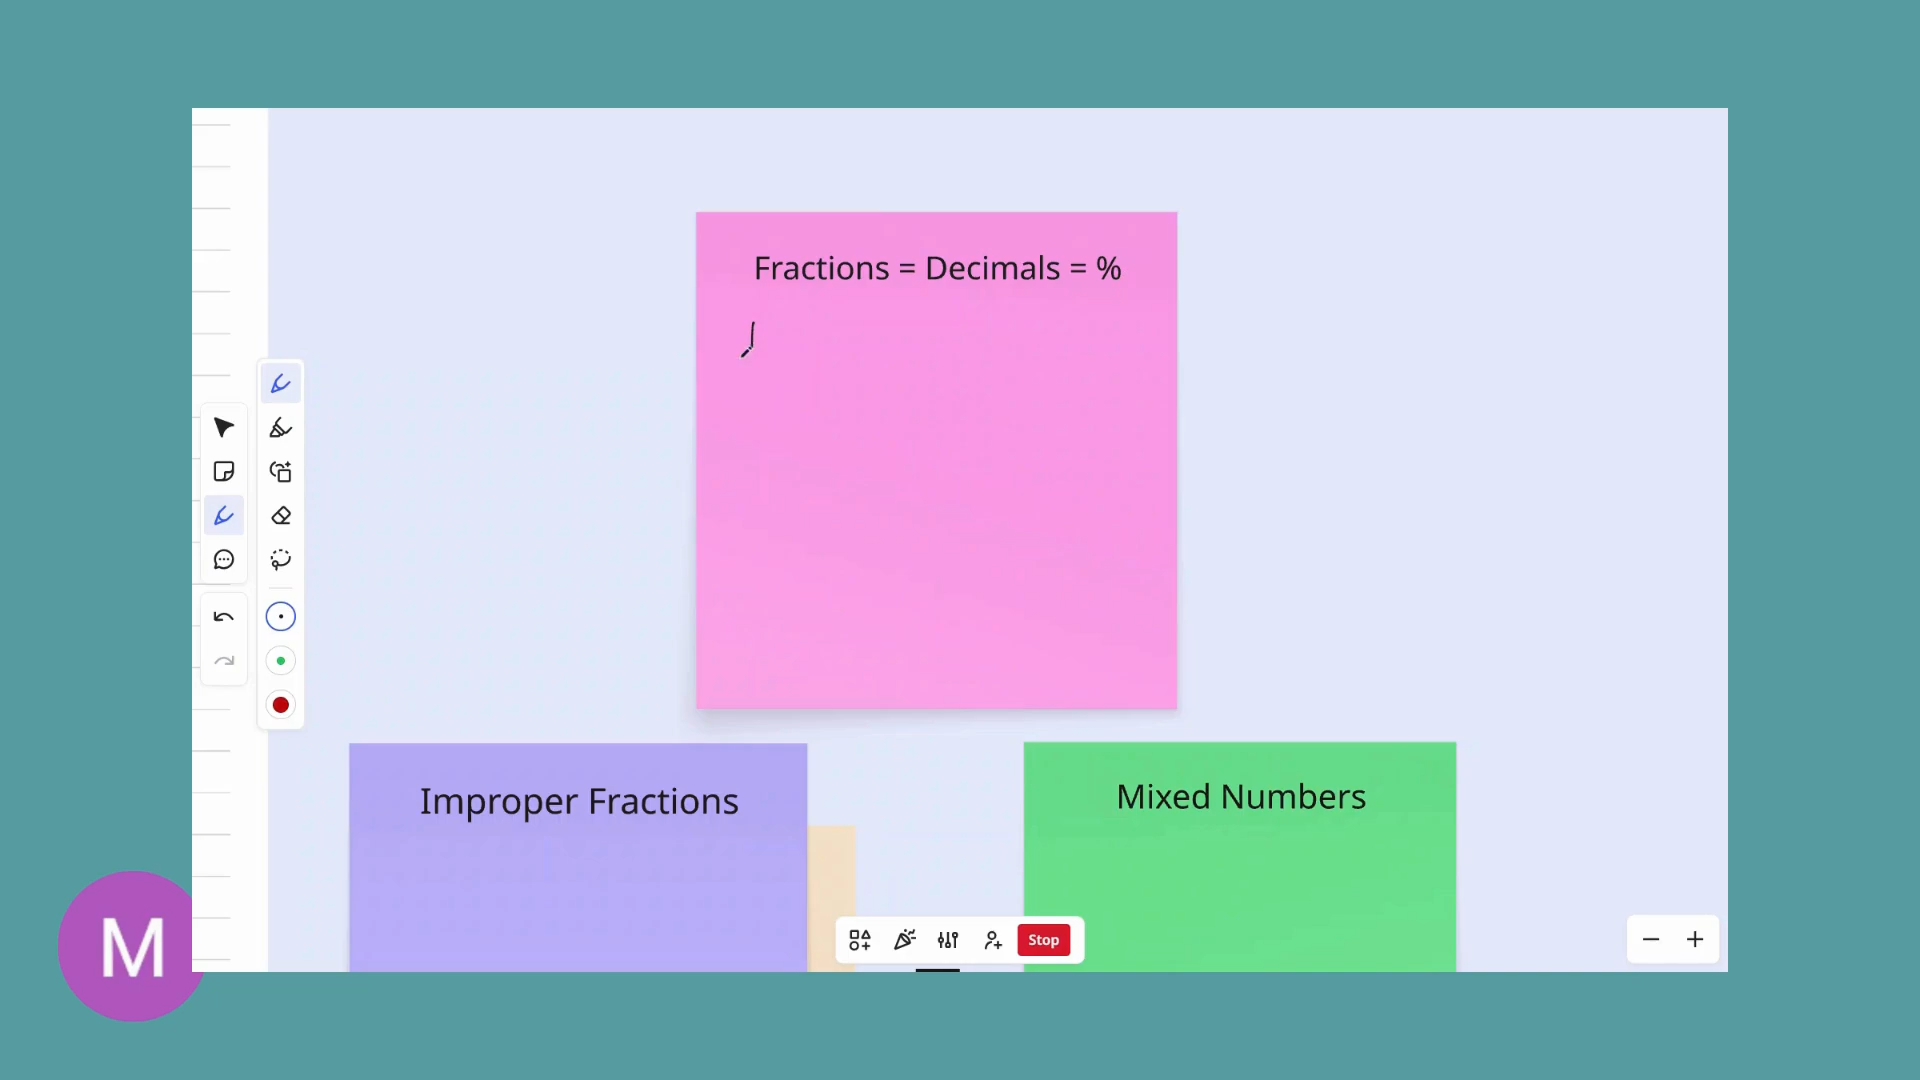 Fractions = Decimals = %
Improper Fractions
Mixed Numbers
Stop
M